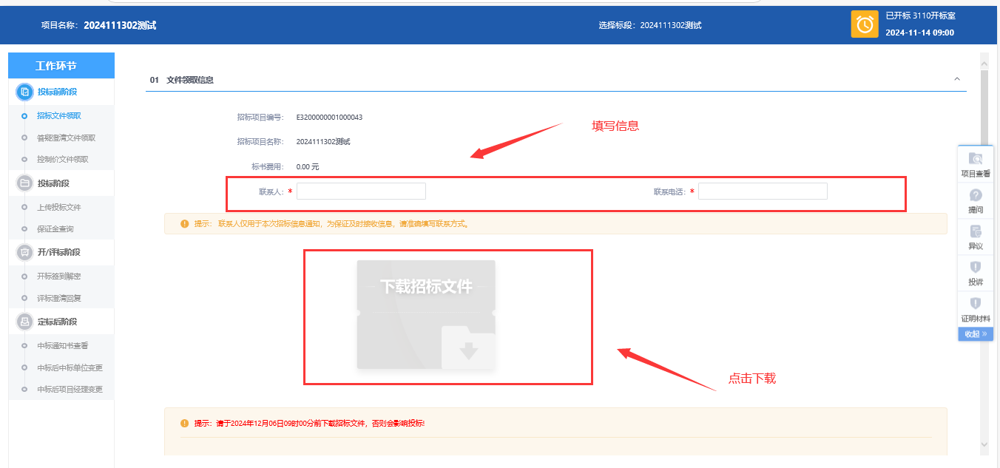 项目名称： 2024111302测试
选择标段： 2024111302测试
已开标 3110开标室
2024-11-14 09:00
工作环节
投标前阶段
招标文件领取
答疑澄清文件领取
控制价文件领取
投标阶段
上传投标文件
保证金查询
开/评标阶段
开标签到解密
评标澄清回复
定标后阶段
中标通知书查看
中标后中标单位变更
中标后项目经理变更
01 文件领取信息
招标项目编号： E3200000001000043
填写信息
招标项目名称： 2024111302测试
标书费用： 0.00 元
联系人：* 联系电话：*
提示： 联系人仅用于本次招标信息通知，为保证及时接收信息，请准确填写联系方式。
下载招标文件
点击下载
提示：请于2024年12月06日09时00分前下载招标文件，否则会影响投标!
项目查看
提问
异议
投诉
证明材料
收起 »